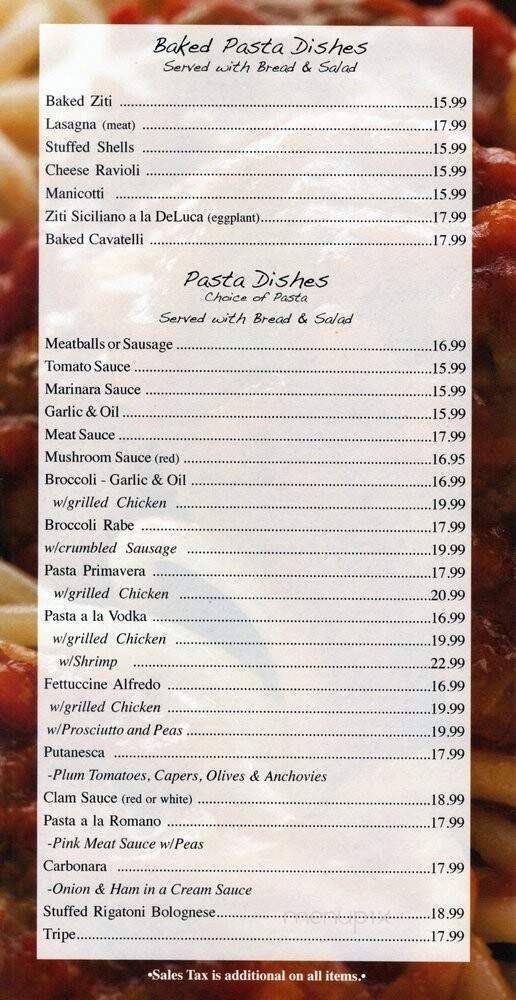 Baked Pasta Dishes
Served with Bread & Salad
Baked Ziti ....................15.99
Lasagna (meat) ....................17.99
Stuffed Shells ....................15.99
Cheese Ravioli ....................15.99
Manicotti ....................15.99
Ziti Siciliano a la DeLuca (eggplant)....................17.99
Baked Cavatelli ....................17.99
Pasta Dishes
Choice of Pasta
Served with Bread & Salad
Meatballs or Sausage ....................16.99
Tomato Sauce ....................15.99
Marinara Sauce ....................15.99
Garlic & Oil ....................15.99
Meat Sauce ....................17.99
Mushroom Sauce (red) ....................16.95
Broccoli - Garlic & Oil ....................16.99
w/grilled Chicken ....................19.99
Broccoli Rabe ....................17.99
w/crumbled Sausage ....................19.99
Pasta Primavera ....................17.99
w/grilled Chicken ....................20.99
Pasta a la Vodka ....................16.99
w/grilled Chicken ....................19.99
w/Shrimp ....................22.99
Fettuccine Alfredo ....................16.99
w/grilled Chicken ....................19.99
w/Prosciutto and Peas ....................19.99
Putanesca ....................17.99
-Plum Tomatoes, Capers, Olives & Anchovies
Clam Sauce (red or white) ....................18.99
Pasta a la Romano ....................17.99
-Pink Meat Sauce w/Peas
Carbonara ....................17.99
-Onion & Ham in a Cream Sauce
Stuffed Rigatoni Bolognese....................18.99
menupix
Tripe....................17.99
•Sales Tax is additional on all items.•